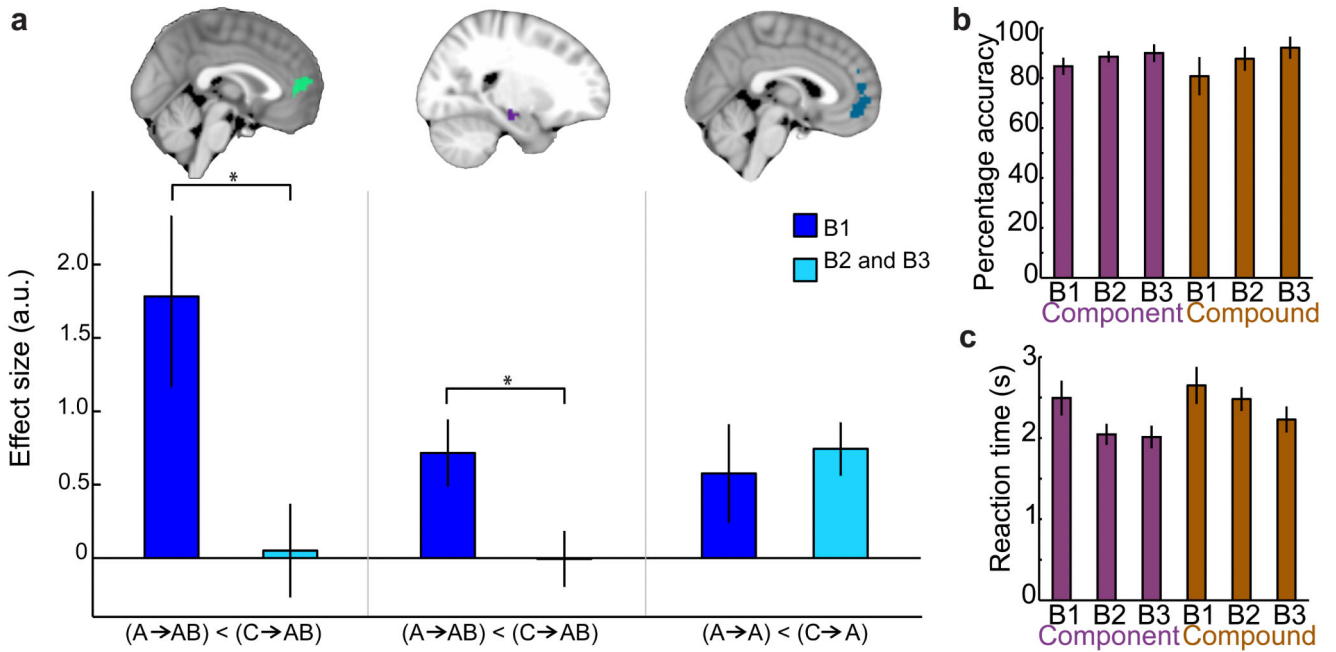 a
*
*
B1
B2 and B3
Effect size (a.u.)
2.0
1.5
1.0
0.5
0
(A→AB) < (C→AB)
(A→AB) < (C→AB)
(A→A) < (C→A)
b
Percentage accuracy
100
80
60
40
20
0
B1 B2 B3 B1 B2 B3
Component Compound
c
Reaction time (s)
3
2
1
0
B1 B2 B3 B1 B2 B3
Component Compound